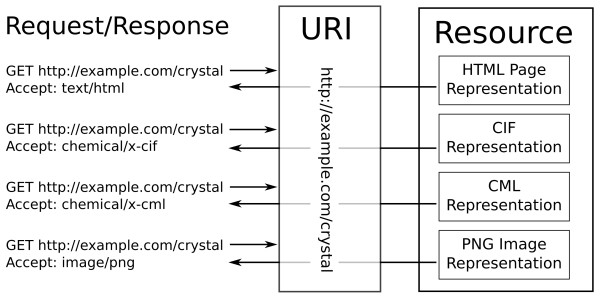 Request/Response
GET http://example.com/crystal
Accept: text/html
GET http://example.com/crystal
Accept: chemical/x-cif
GET http://example.com/crystal
Accept: chemical/x-cml
GET http://example.com/crystal
Accept: image/png
URI
http://example.com/crystal
Resource
HTML Page
Representation
CIF
Representation
CML
Representation
PNG Image
Representation